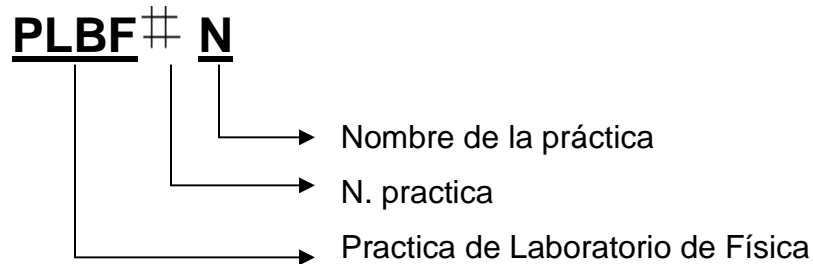 PLBF# N
Nombre de la práctica
N. practica
Practica de Laboratorio de Física